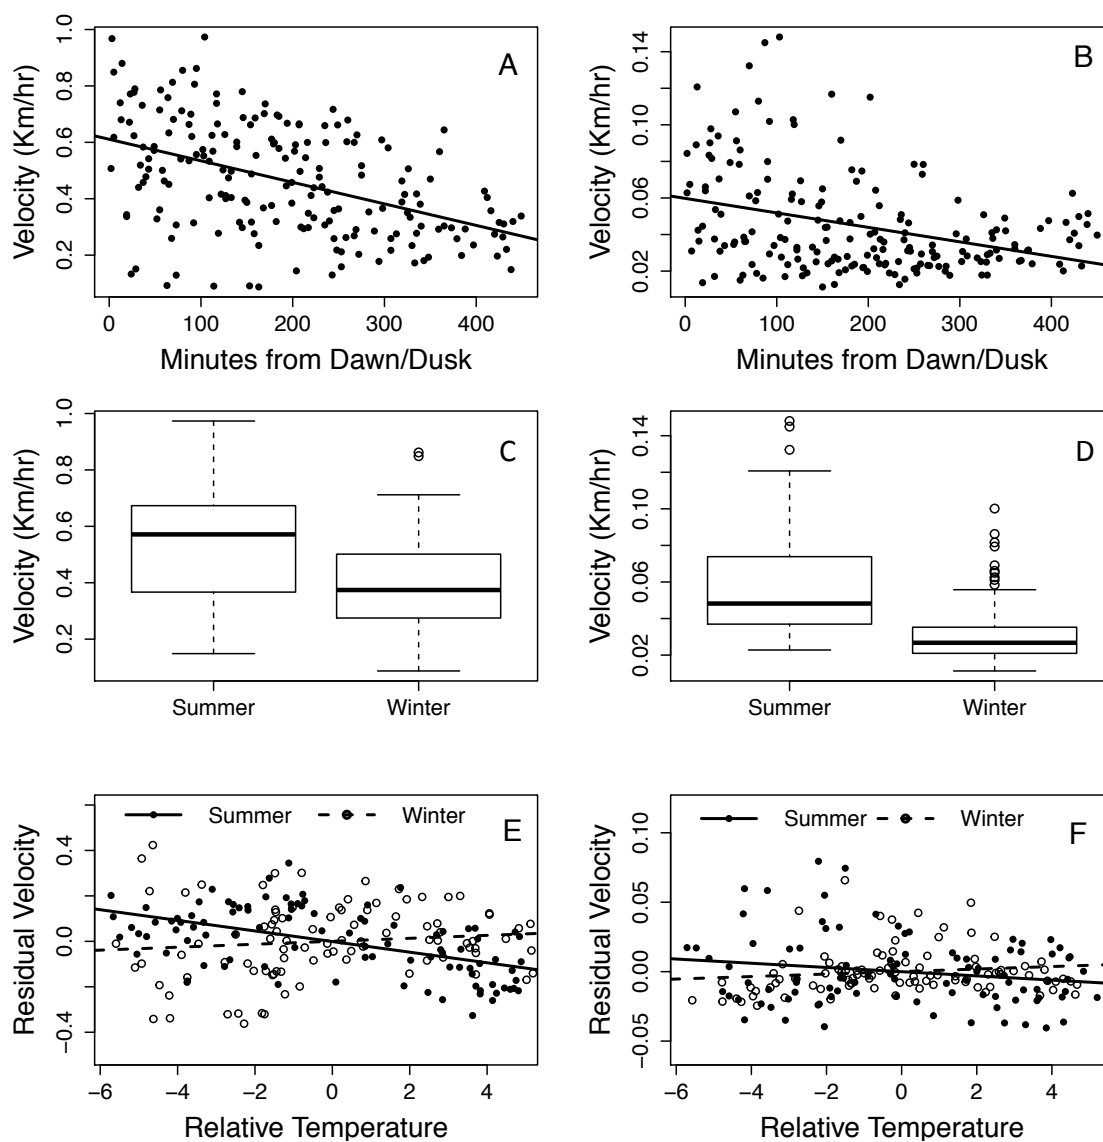 A
Velocity (Km/hr)
0.2 0.4 0.6 0.8 1.0
0 100 200 300 400
Minutes from Dawn/Dusk
B
Velocity (Km/hr)
0.02 0.06 0.10 0.14
0 100 200 300 400
Minutes from Dawn/Dusk
C
Velocity (Km/hr)
0.2 0.4 0.6 0.8 1.0
Summer Winter
D
Velocity (Km/hr)
0.02 0.06 0.10 0.14
Summer Winter
Summer Winter E
Residual Velocity
−0.4 0.0 0.4
−6 −4 −2 0 2 4
Relative Temperature
Summer Winter F
Residual Velocity
−0.05 0.00 0.05 0.10
−6 −4 −2 0 2 4
Relative Temperature